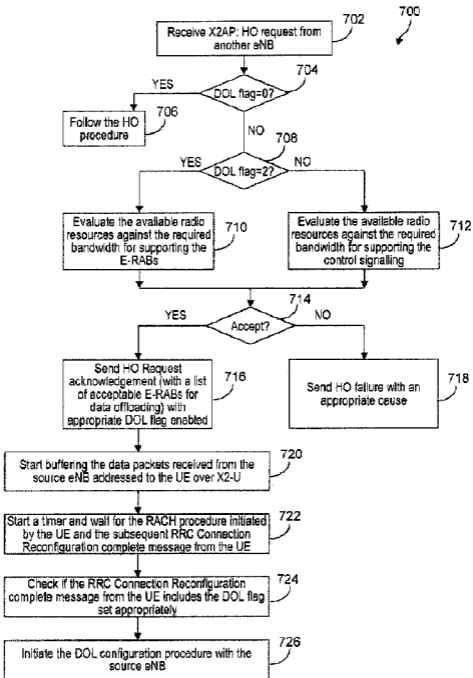 700
702
Receive X2AP: HO request from
another eNB
704
DOL flag=0?
YES
706
Follow the HO
procedure
NO
708
DOL flag=2?
YES
NO
710
Evaluate the available radio
resources against the required
bandwidth for supporting the
E-RABs
712
Evaluate the available radio
resources against the required
bandwidth for supporting the
control signalling
714
Accept?
YES
NO
716
Send HO Request
acknowledgement (with a list
of acceptable E-RABs for
data offloading) with
appropriate DOL flag enabled
718
Send HO failure with an
appropriate cause
720
Start buffering the data packets received from the
source eNB addressed to the UE over X2-U
722
Start a timer and wait for the RACH procedure initiated
by the UE and the subsequent RRC Connection
Reconfiguration complete message from the UE
724
Check if the RRC Connection Reconfiguration
complete message from the UE includes the DOL flag
set appropriately
726
Initiate the DOL configuration procedure with the
source eNB